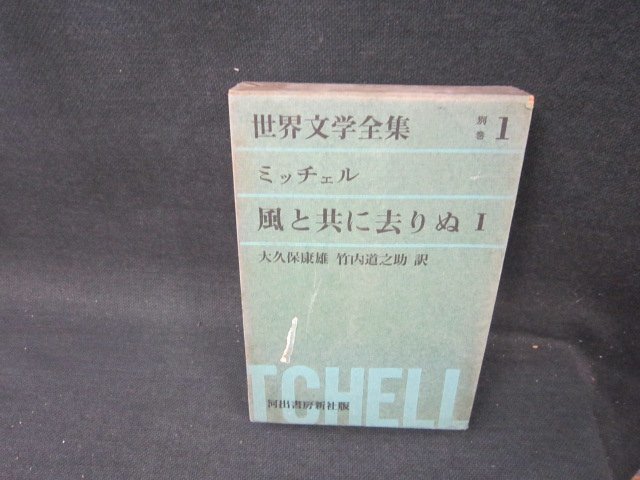 世界文学全集 別巻 1
ミッチェル
風と共に去りぬ I
大久保康雄 竹内道之助 訳
TCHELL
河出書房新社版